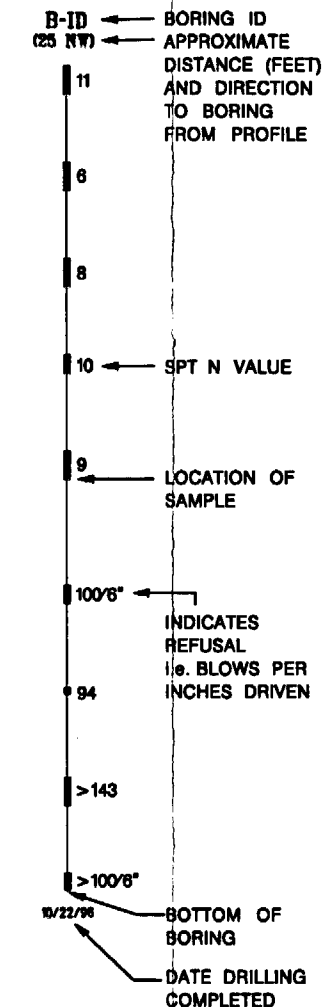 B-ID
BORING ID
(25 NW)
APPROXIMATE
DISTANCE (FEET)
AND DIRECTION
TO BORING
FROM PROFILE
11
6
8
10
SPT N VALUE
9
LOCATION OF
SAMPLE
100/6"
INDICATES
REFUSAL
i.e. BLOWS PER
INCHES DRIVEN
94
>143
>100/6"
10/22/96
BOTTOM OF
BORING
DATE DRILLING
COMPLETED